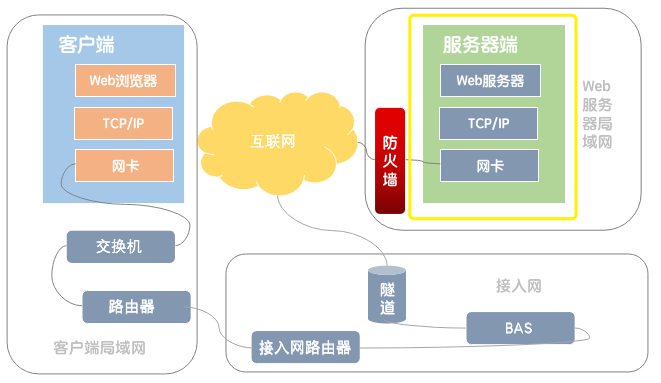 客户端
Web浏览器
TCP/IP
网卡
交换机
路由器
客户端局域网
互联网
防火墙
服务器端
Web服务器
TCP/IP
网卡
Web
服务
器局
域网
接入网
隧道
BAS
接入网路由器